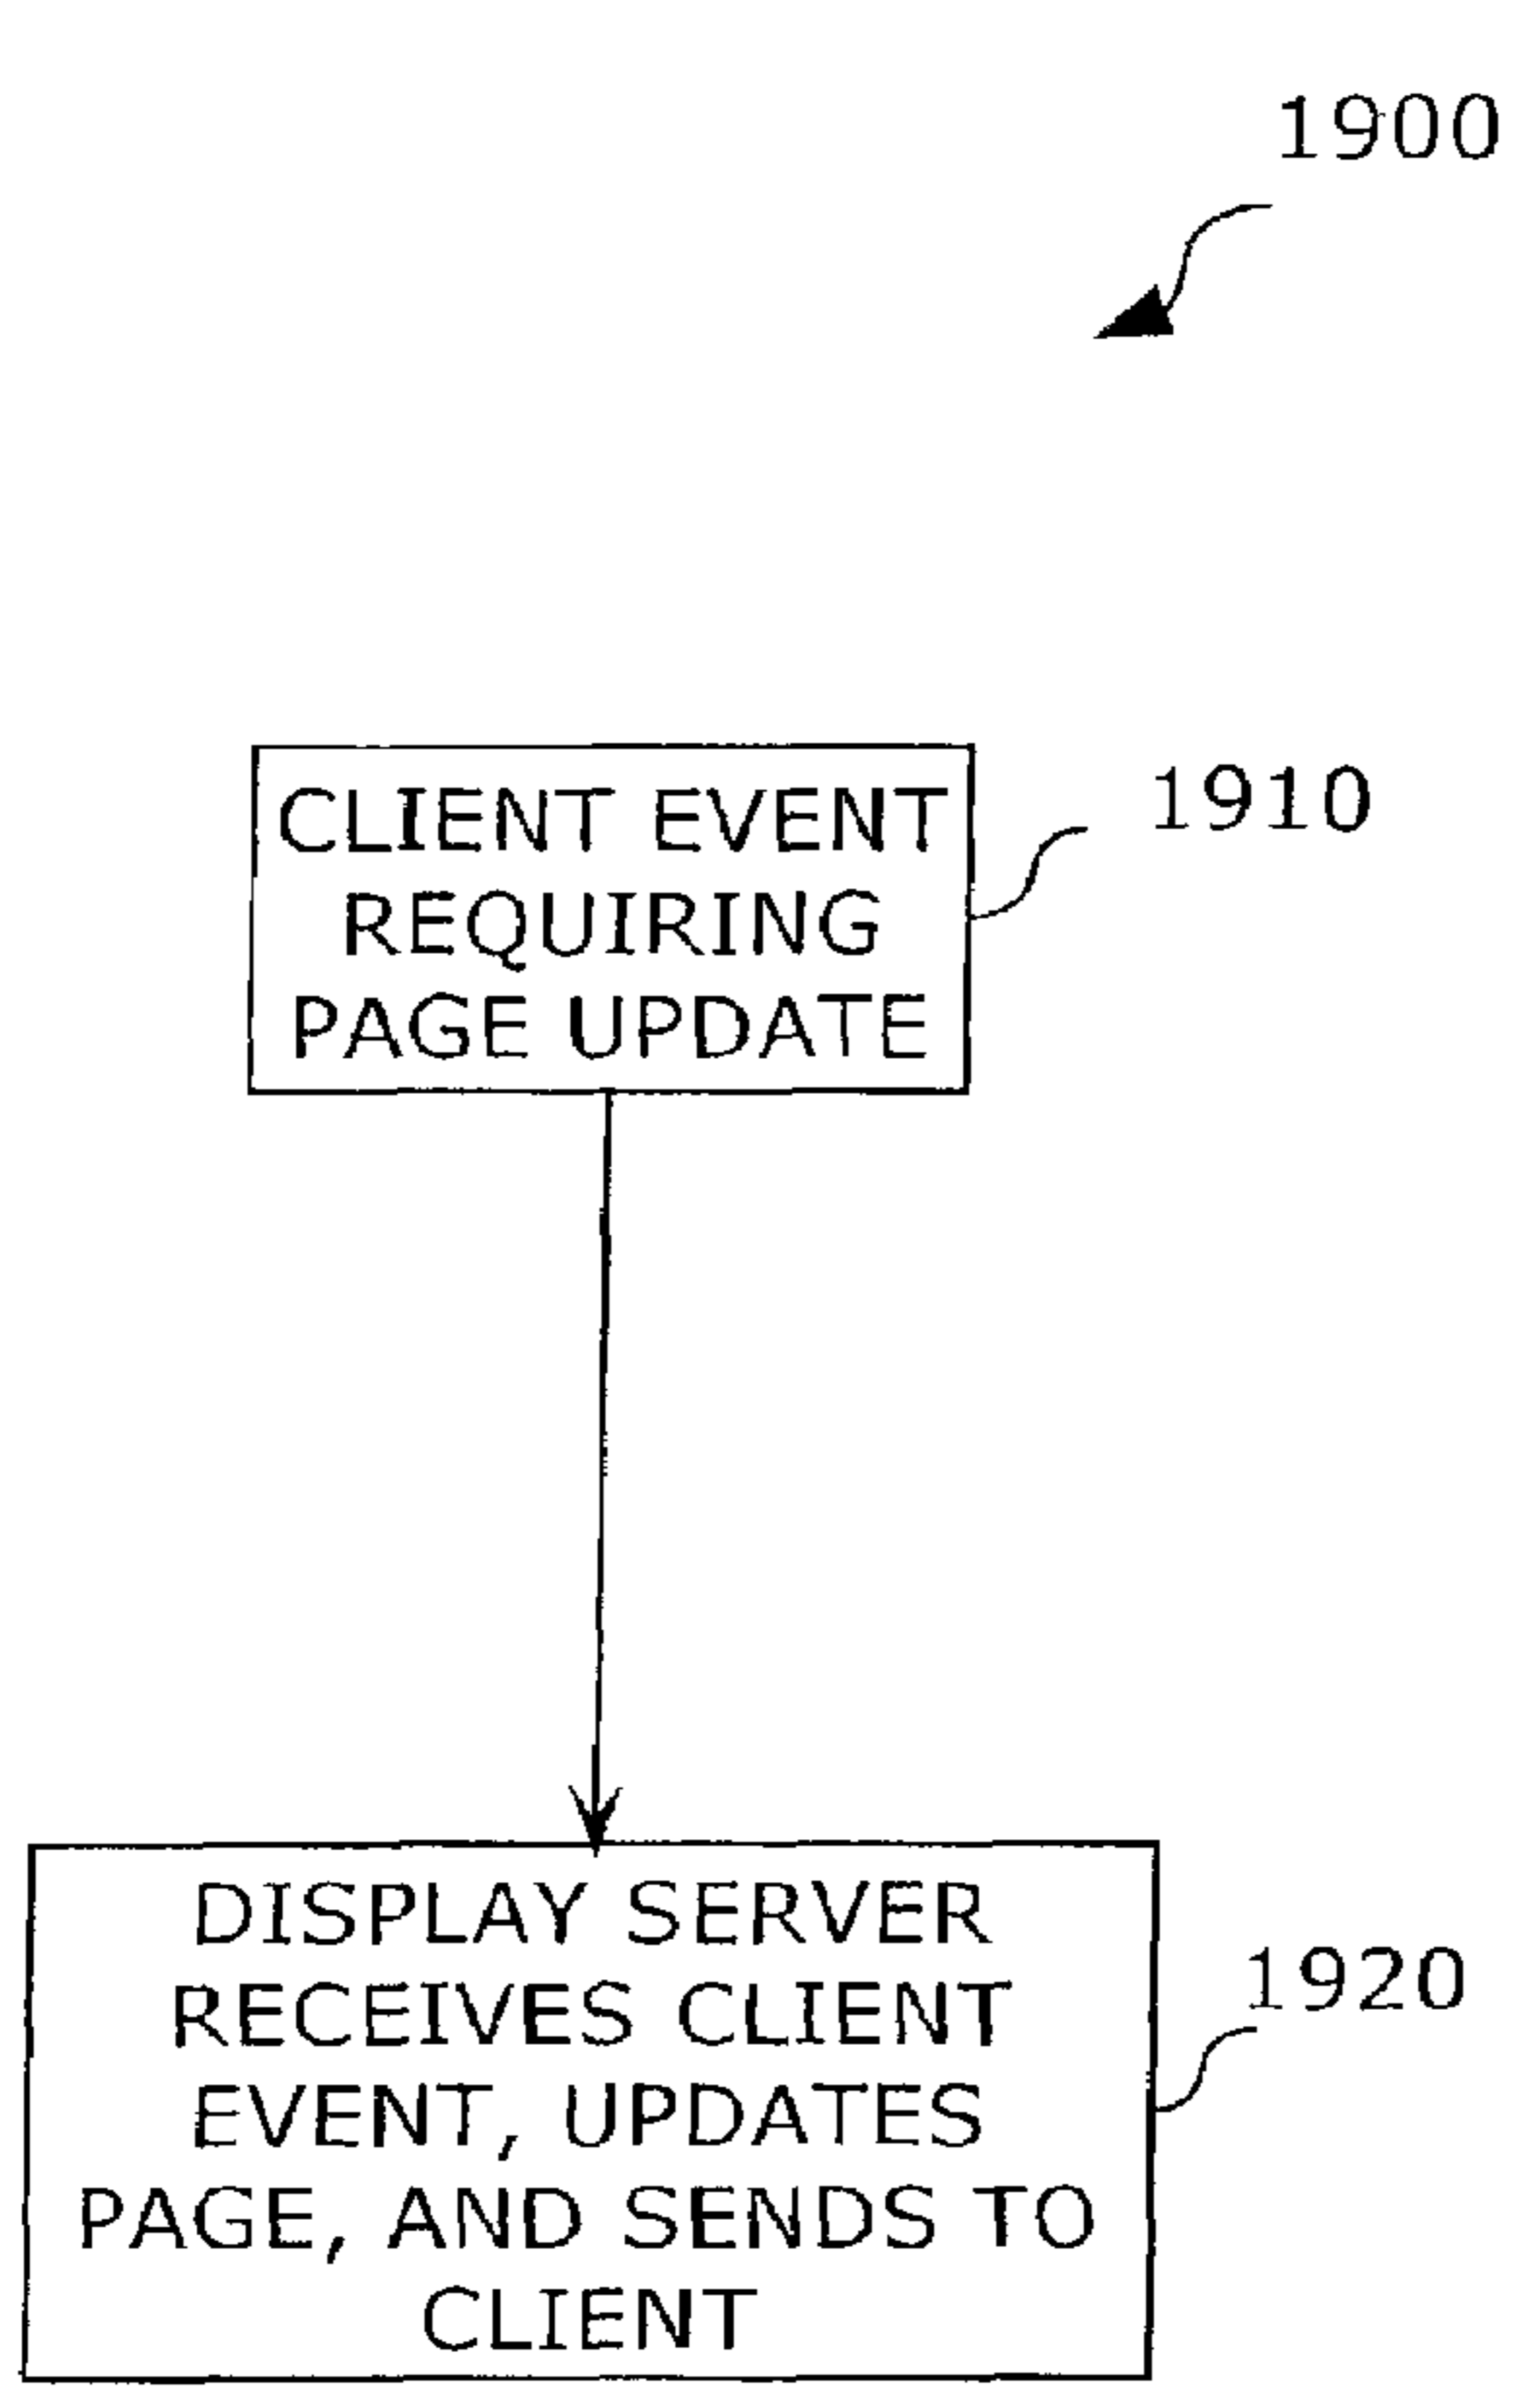 1900
CLIENT EVENT
REQUIRING
PAGE UPDATE
1910
DISPLAY SERVER
RECEIVES CLIENT
EVENT, UPDATES
PAGE, AND SENDS TO
CLIENT
1920